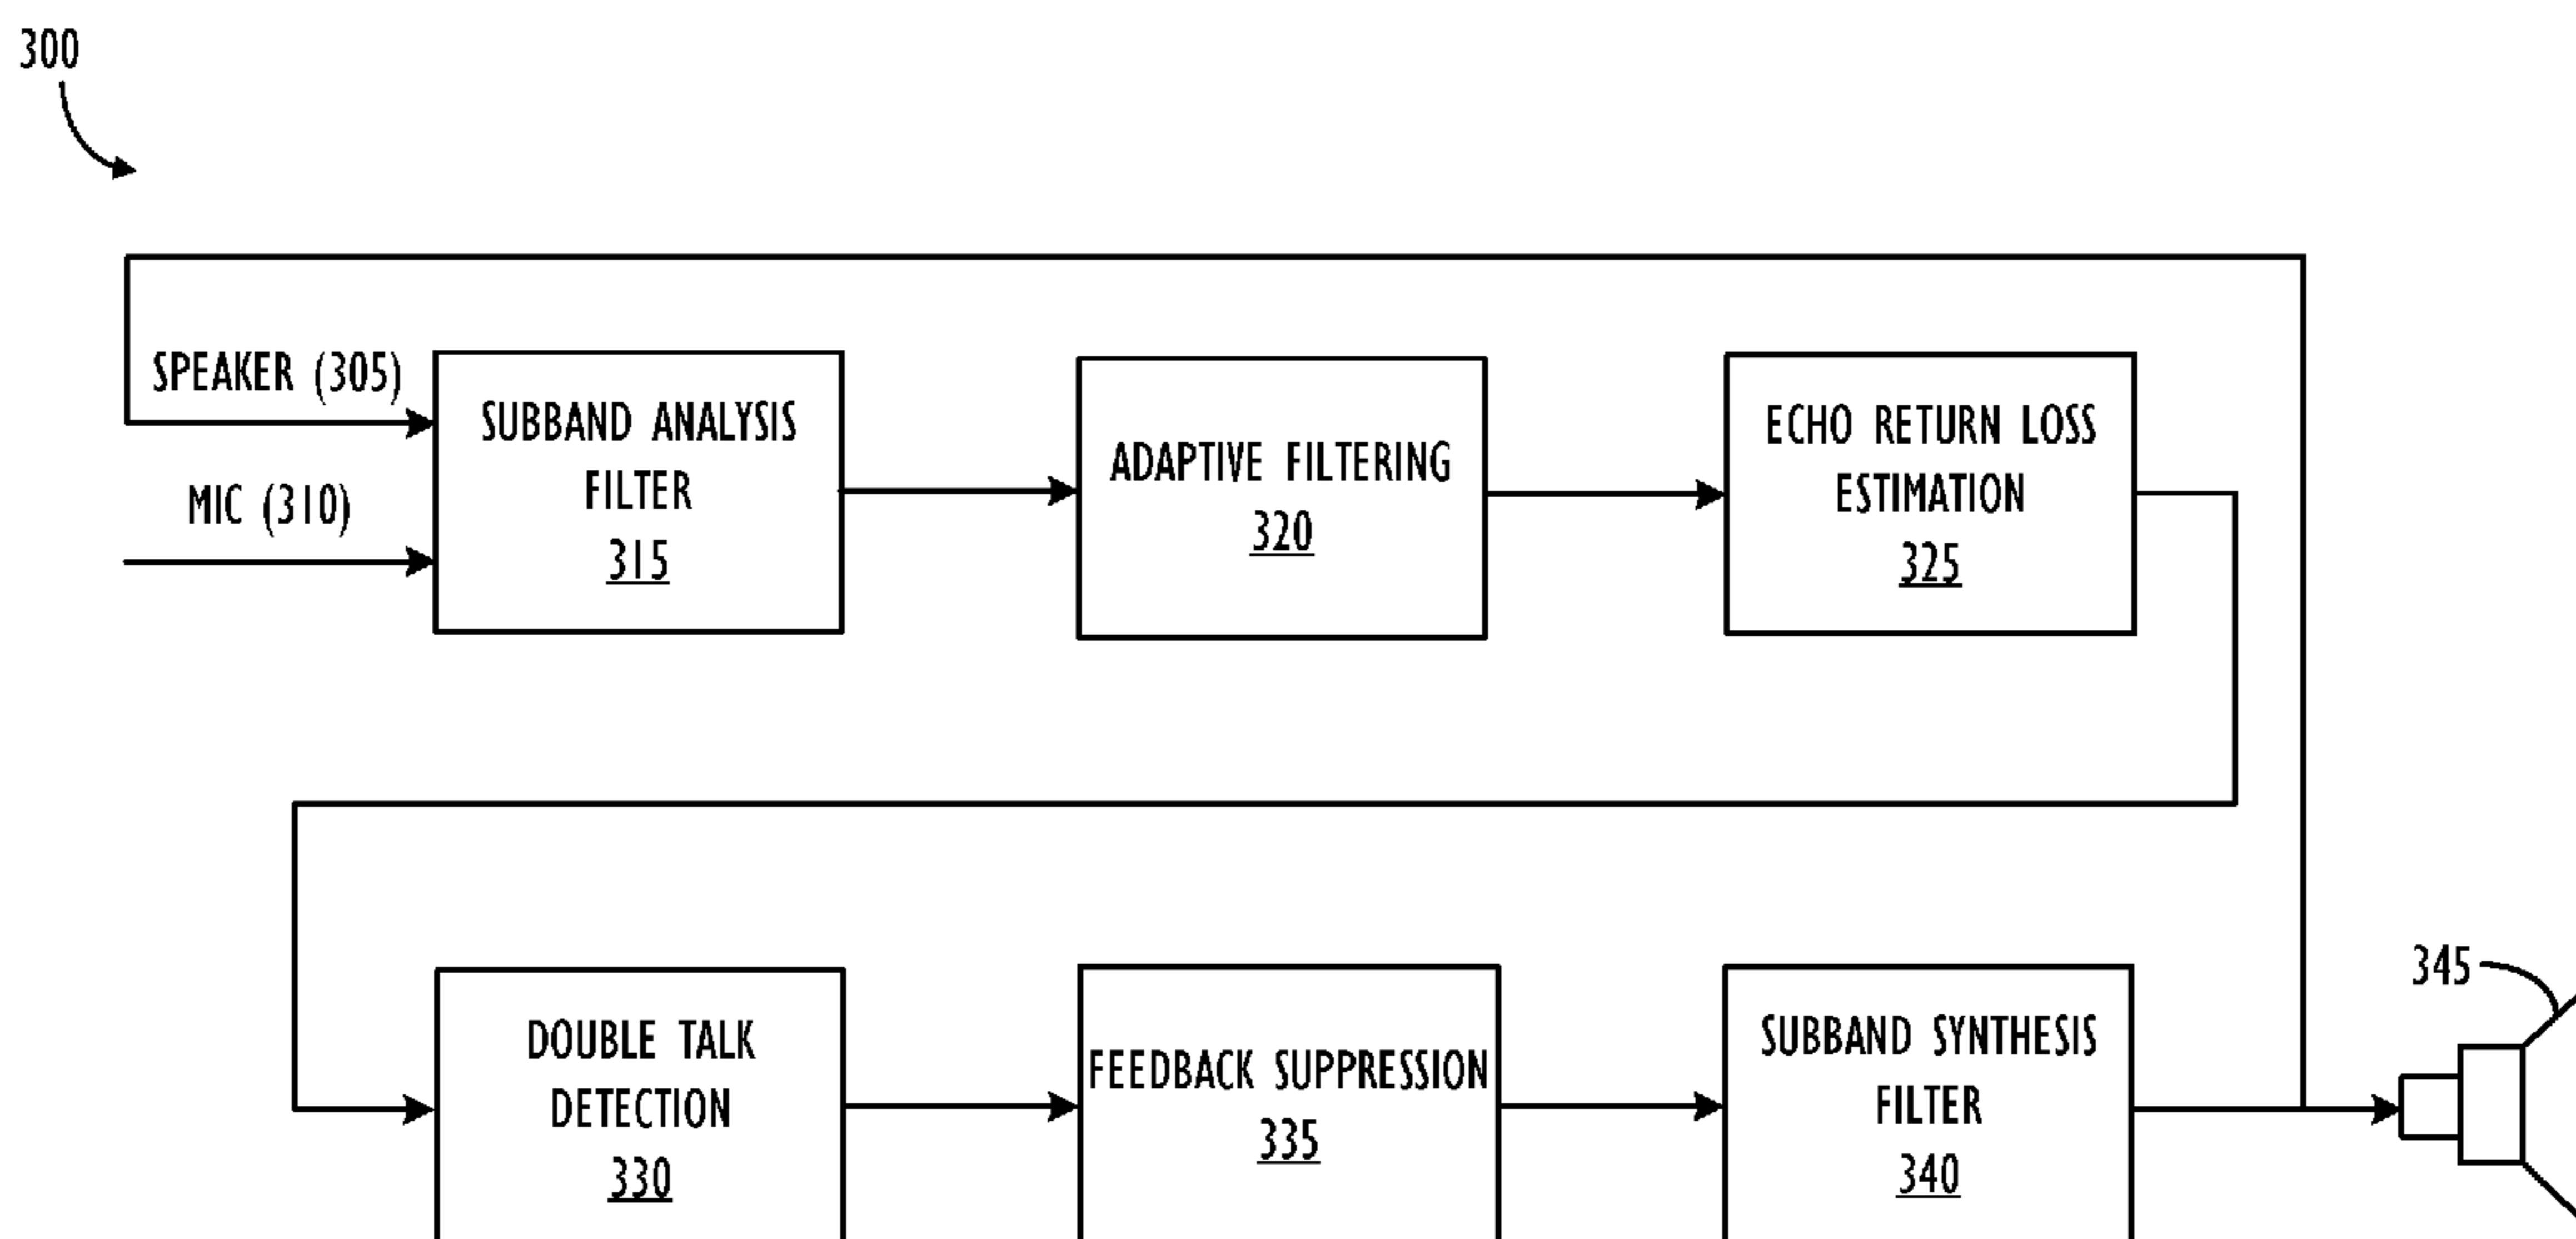 300
SPEAKER (305)
MIC (310)
SUBBAND ANALYSIS
FILTER
315
ADAPTIVE FILTERING
320
ECHO RETURN LOSS
ESTIMATION
325
DOUBLE TALK
DETECTION
330
FEEDBACK SUPPRESSION
335
SUBBAND SYNTHESIS
FILTER
340
345